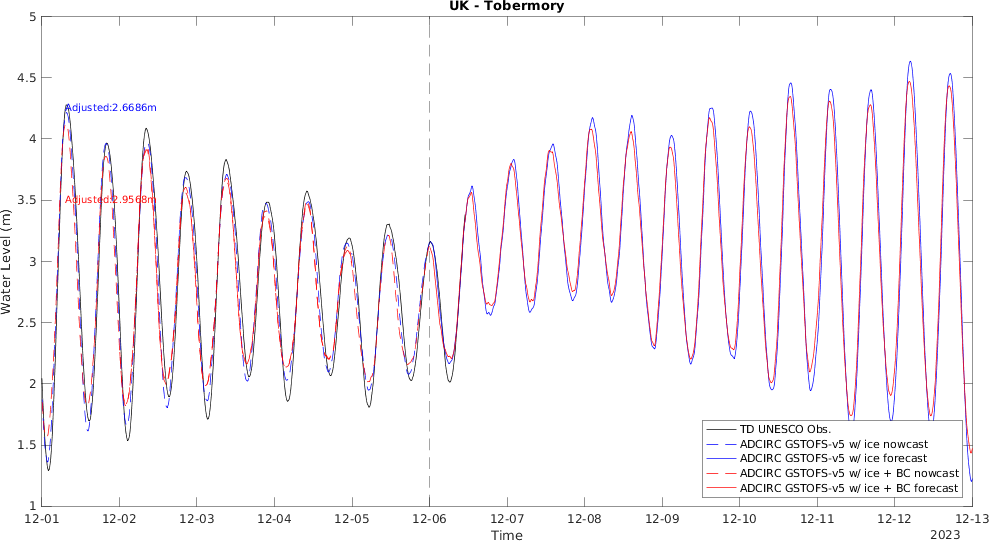 UK - Tobermory
5
4.5
4
3.5
3
2.5
2
1.5
1
Water Level (m)
Adjusted:2.6686m
Adjusted:2.9568m
TD UNESCO Obs.
ADCIRC GSTOFS-v5 w/ ice nowcast
ADCIRC GSTOFS-v5 w/ ice forecast
ADCIRC GSTOFS-v5 w/ ice + BC nowcast
ADCIRC GSTOFS-v5 w/ ice + BC forecast
12-01 12-02 12-03 12-04 12-05 12-06 12-07 12-08 12-09 12-10 12-11 12-12 12-13
Time
2023